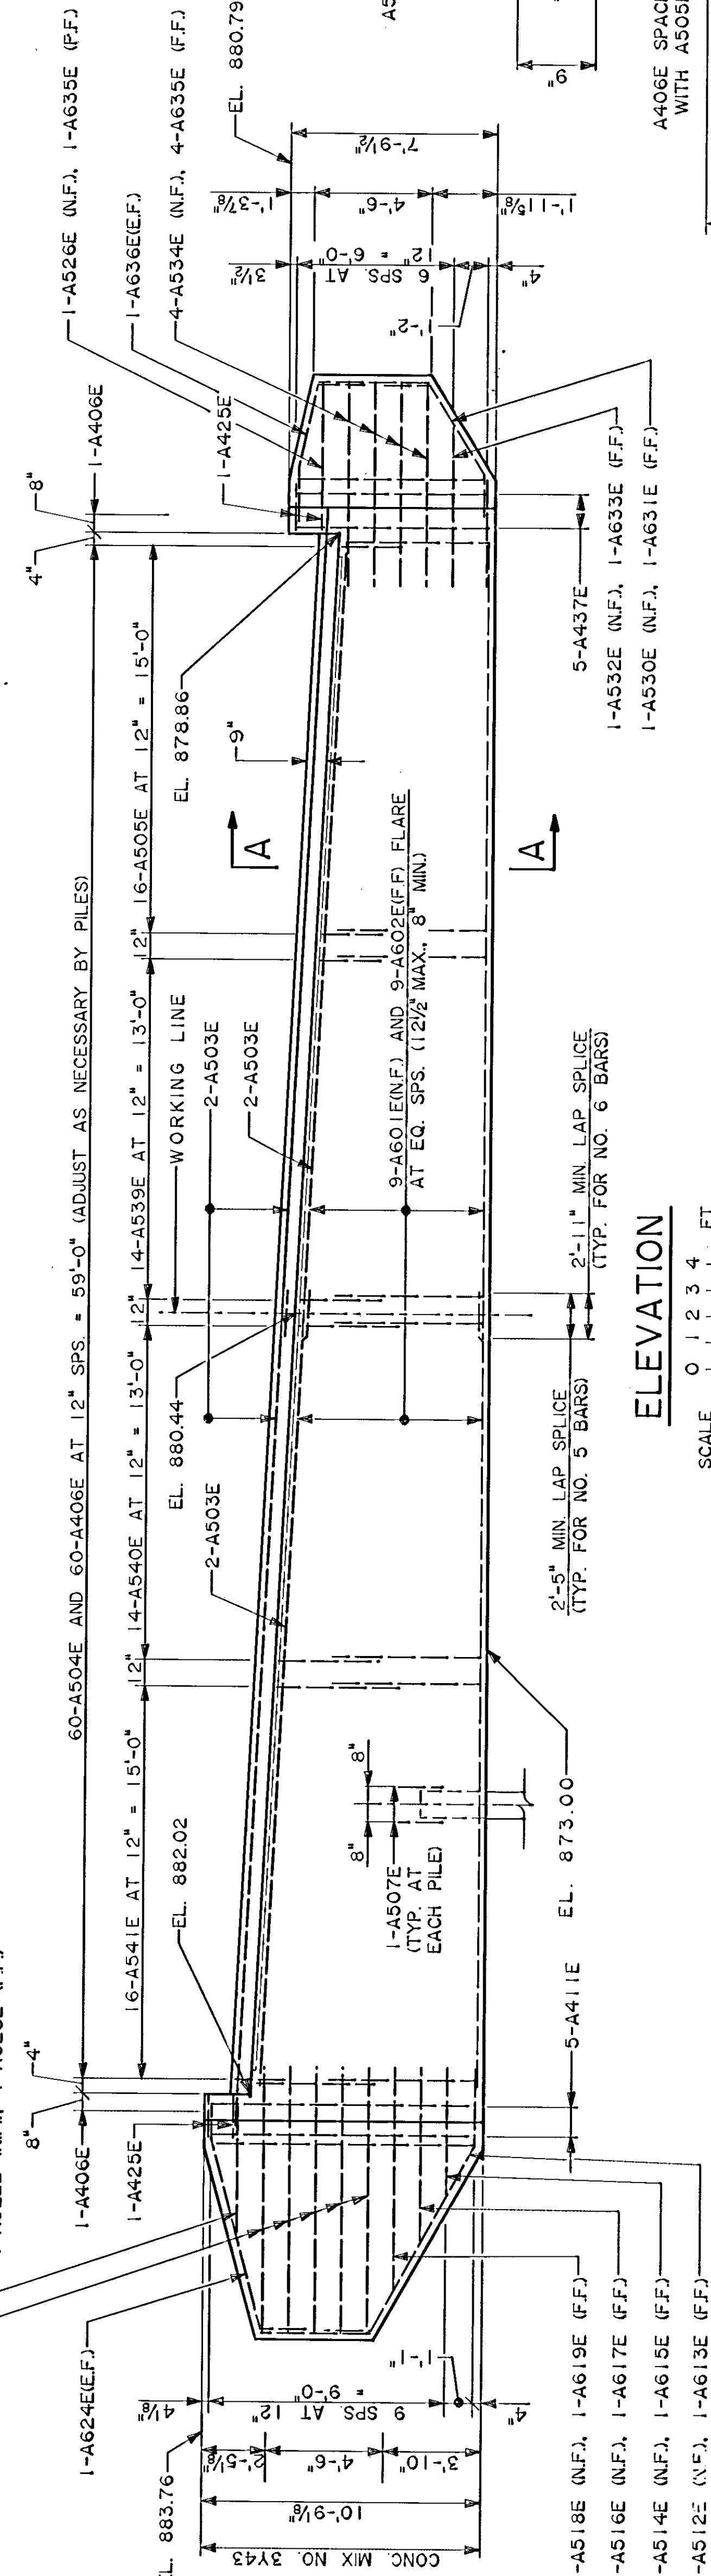 EL. 883.76
1-A624E(E.F.)
1-A406E
8"
4"
1-A425E
16-A541E AT 12" = 15'-0"
EL. 882.02
60-A504E AND 60-A406E AT 12" SPS. = 59'-0" (ADJUST AS NECESSARY BY PILES)
12"
14-A540E AT 12" = 13'-0"
2-A503E
EL. 880.44
12"
WORKING LINE
14-A539E AT 12" = 13'-0"
2-A503E
2-A503E
12"
16-A505E AT 12" = 15'-0"
EL. 878.86
9"
4"
8"
1-A406E
1-A425E
1-A526E (N.F.), 1-A635E (F.F.)
1-A636E(E.F.)
4-A534E (N.F.), 4-A635E (F.F.)
EL. 880.79
7'-9½"
1'-3⅞"
4'-6"
1'-11⅝"
3½"
6 SPS. AT
12" = 6'-0"
1'-2"
4"
9-A601E(N.F.) AND 9-A602E(F.F) FLARE
AT EQ. SPS. (12½" MAX., 8" MIN.)
A
A
1-A507E
(TYP. AT
EACH PILE)
8"
8"
EL. 873.00
2'-5" MIN. LAP SPLICE
(TYP. FOR NO. 5 BARS)
2'-11" MIN. LAP SPLICE
(TYP. FOR NO. 6 BARS)
5-A411E
5-A437E
1-A532E (N.F.), 1-A633E (F.F.)
1-A530E (N.F.), 1-A631E (F.F.)
4⅛"
9 SPS. AT 12"
= 9'-0"
1'-1"
4"
2'-5⅛"
4'-6"
3'-10"
10'-9⅛"
CONC. MIX NO. 3Y43
-A518E (N.F.), 1-A619E (F.F.)
-A516E (N.F.), 1-A617E (F.F.)
-A514E (N.F.), 1-A615E (F.F.)
-A512E (N.F.), 1-A613E (F.F.)
ELEVATION
SCALE 0 1 2 3 4 FT
9"
A406E SPAC
WITH A505E